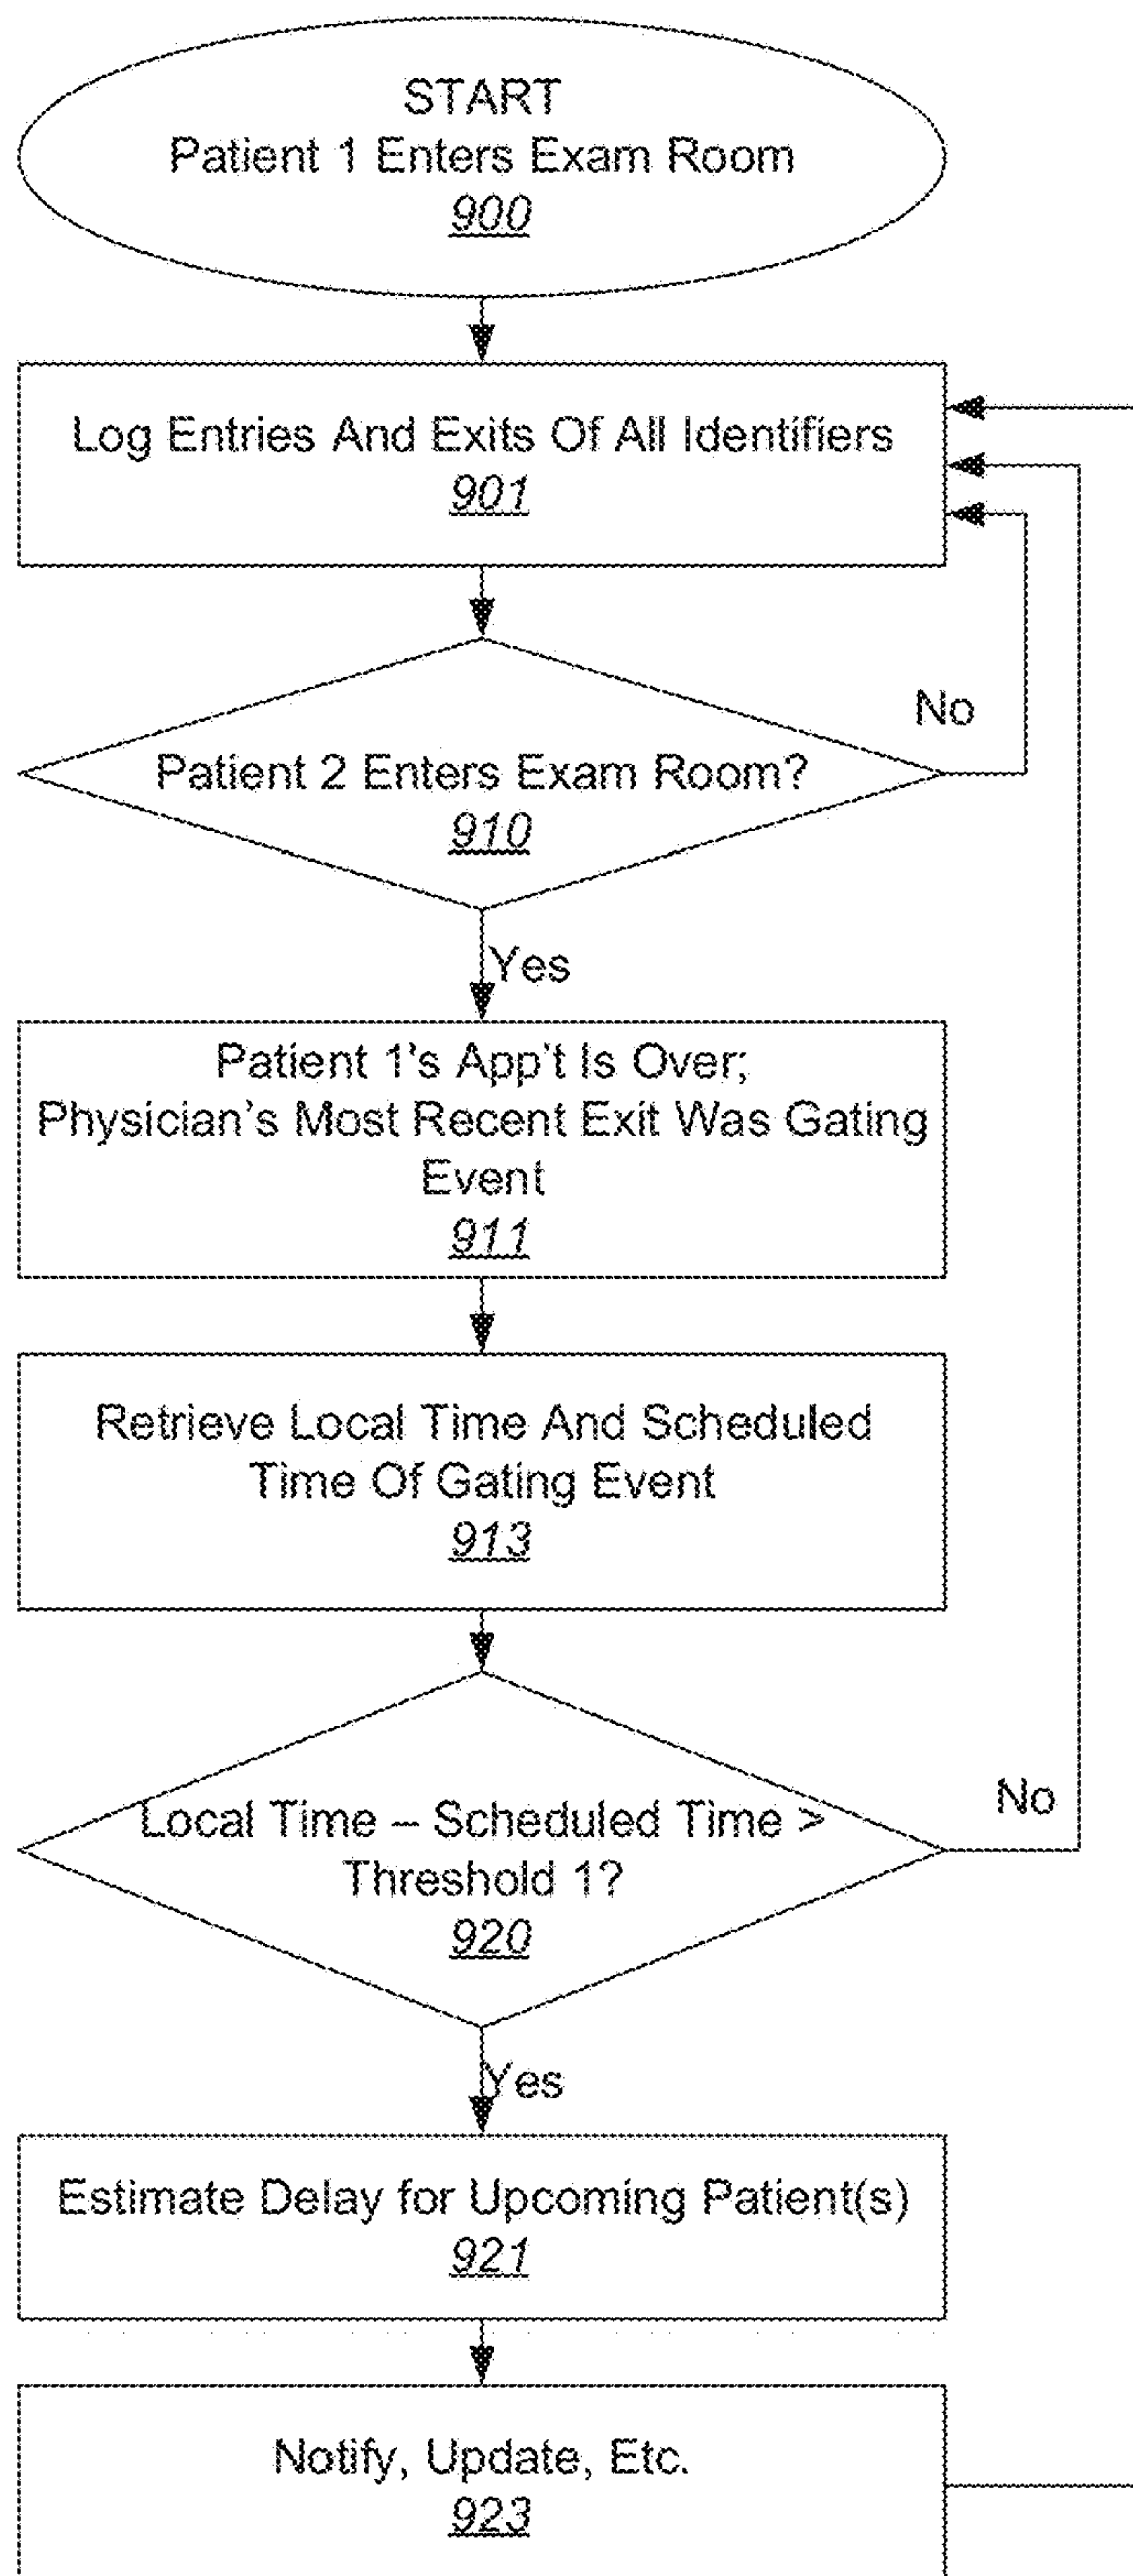 START
Patient 1 Enters Exam Room
900
Log Entries And Exits Of All Identifiers
901
No
Patient 2 Enters Exam Room?
910
Yes
Patient 1's App't Is Over;
Physician's Most Recent Exit Was Gating
Event
911
Retrieve Local Time And Scheduled
Time Of Gating Event
913
No
Local Time – Scheduled Time >
Threshold 1?
920
Yes
Estimate Delay for Upcoming Patient(s)
921
Notify, Update, Etc.
923